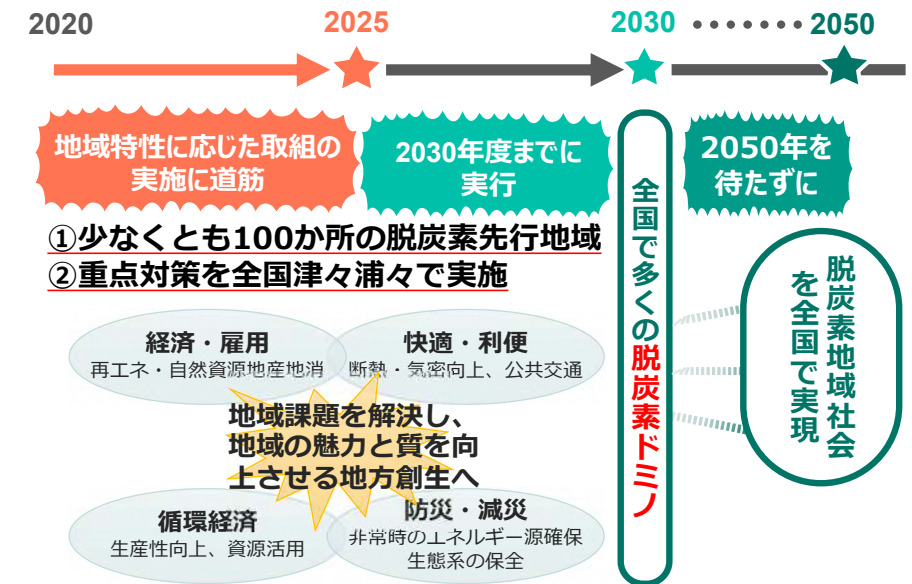 2020
2025
2030 ・・・・・・・ 2050
地域特性に応じた取組の
実施に道筋
2030年度までに
実行
2050年を
待たずに
①少なくとも100か所の脱炭素先行地域
②重点対策を全国津々浦々で実施
経済・雇用
再エネ・自然資源地産地消
快適・利便
断熱・気密向上、公共交通
地域課題を解決し、
地域の魅力と質を向
上させる地方創生へ
循環経済
生産性向上、資源活用
防災・減災
非常時のエネルギー源確保
生態系の保全
全国で多くの脱炭素ドミノ
脱炭素地域社会
を全国で実現